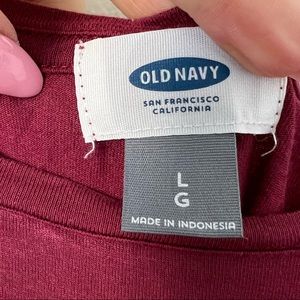 OLD NAVY
SAN FRANCISCO
CALIFORNIA
L
G
MADE IN INDONESIA